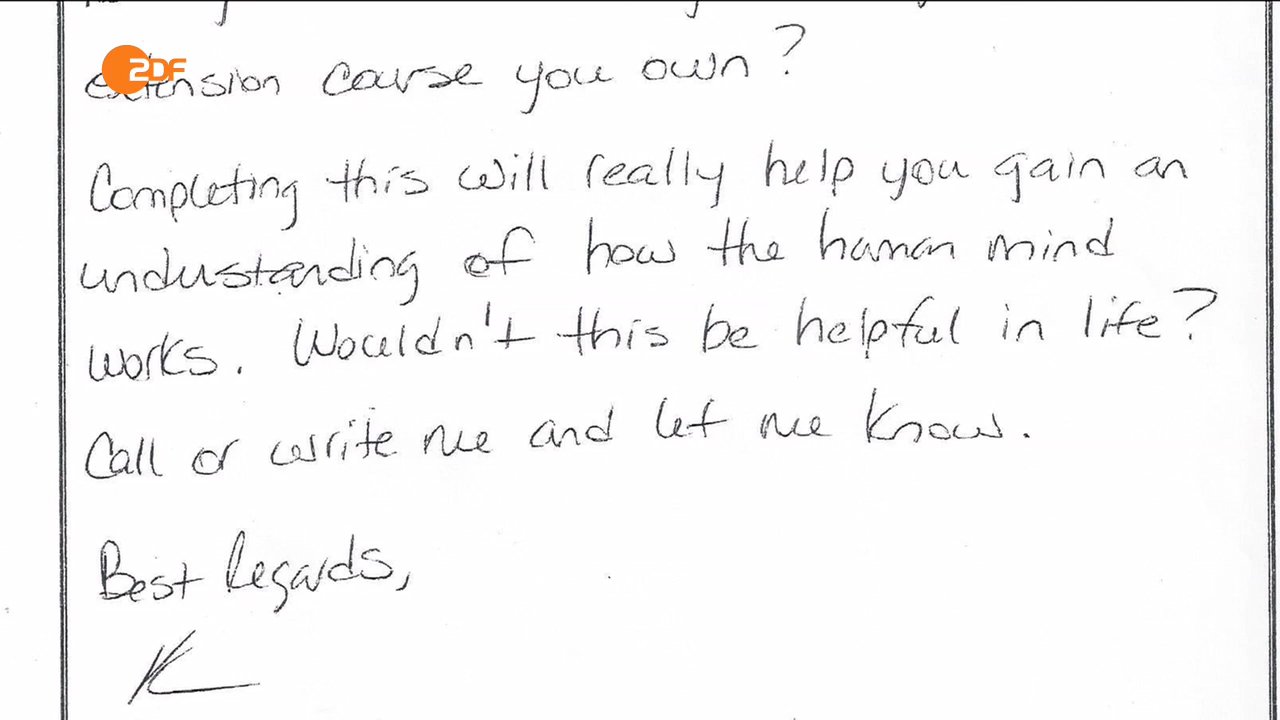 ZDF
extension course you own?
Completing this will really help you gain an
understanding of how the human mind
works. Wouldn't this be helpful in life?
Call or write me and let me know.
Best Regards,
K